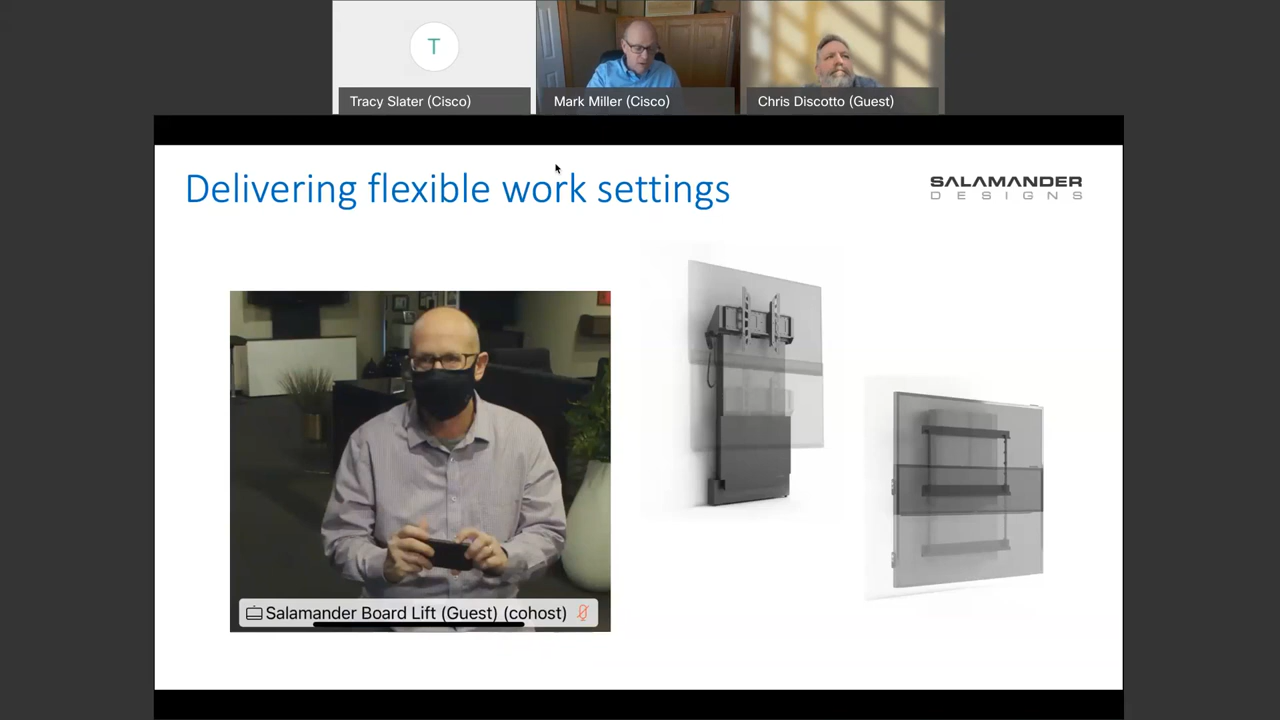 T
Tracy Slater (Cisco)
Mark Miller (Cisco)
Chris Discotto (Guest)
Delivering flexible work settings
SALAMANDER
DESIGNS
Salamander Board Lift (Guest) (cohost)